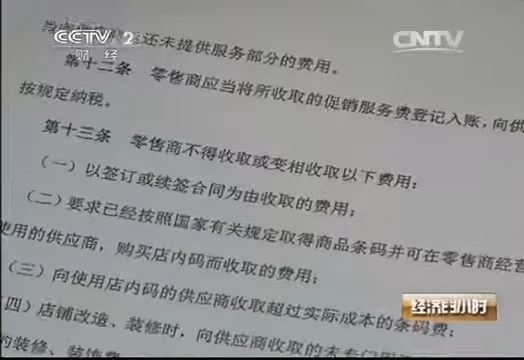 CCTV 2
财经
CNTV
还未提供服务部分的费用。
第十二条 零售商应当将所收取的促销服务费登记入账，向供
按规定纳税。
第十三条 零售商不得收取或变相收取以下费用：
（一）以签订或续签合同为由收取的费用；
（二）要求已经按照国家有关规定取得商品条码并可在零售商经营
使用的供应商，购买店内码而收取的费用；
（三）向使用店内码的供应商收取超过实际成本的条码费；
四）店铺改造、装修时，向供应商收取的未专门用
的装修、装饰费
经济半小时